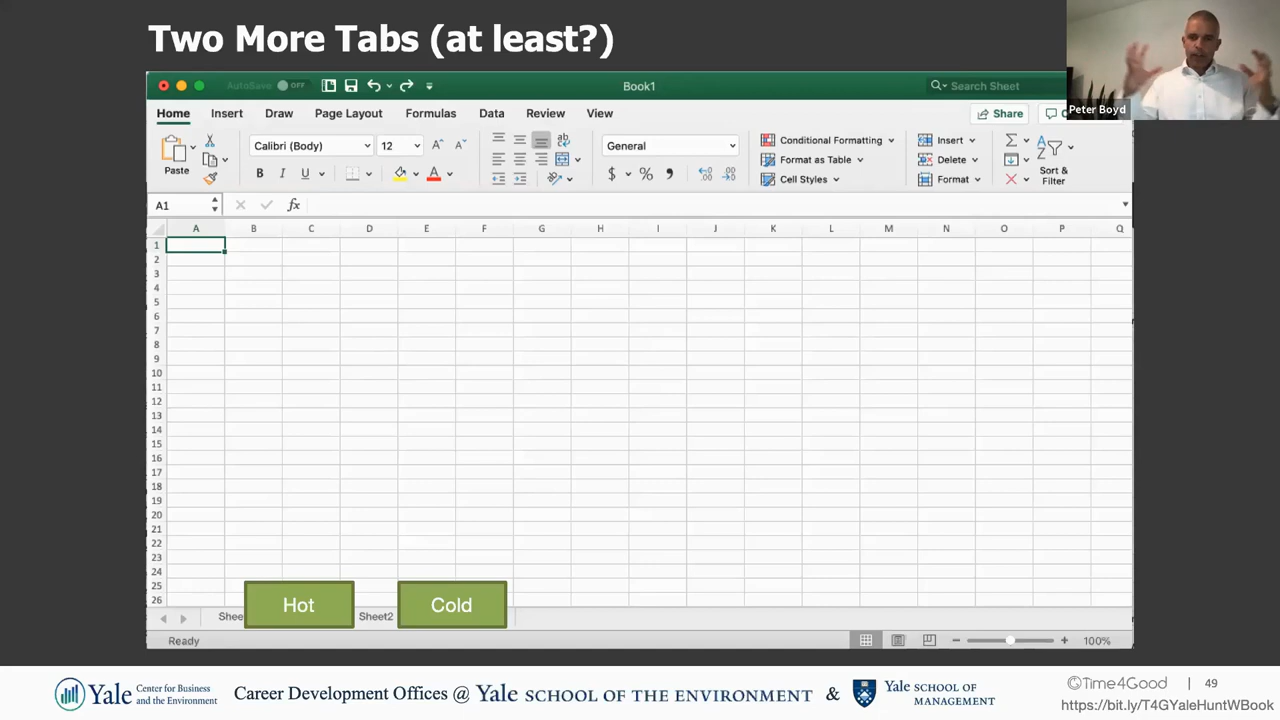 Two More Tabs (at least?)
Peter Boyd
AutoSave OFF
Book1
Search Sheet
Home Insert Draw Page Layout Formulas Data Review View
Share
Paste
Calibri (Body) 12
B I U A
General
$ %
Conditional Formatting
Format as Table
Cell Styles
Insert
Delete
Format
Sort &
Filter
A1
fx
A B C D E F G H I J K L M N O P Q
1
2
3
4
5
6
7
8
9
10
11
12
13
14
15
16
17
18
19
20
21
22
23
24
25
26
Hot
Sheet2
Cold
Ready
100%
Yale Center for Business
and the Environment
Career Development Offices @ Yale SCHOOL OF THE ENVIRONMENT &
Yale SCHOOL OF
MANAGEMENT
©Time4Good | 49
https://bit.ly/T4GYaleHuntWBook